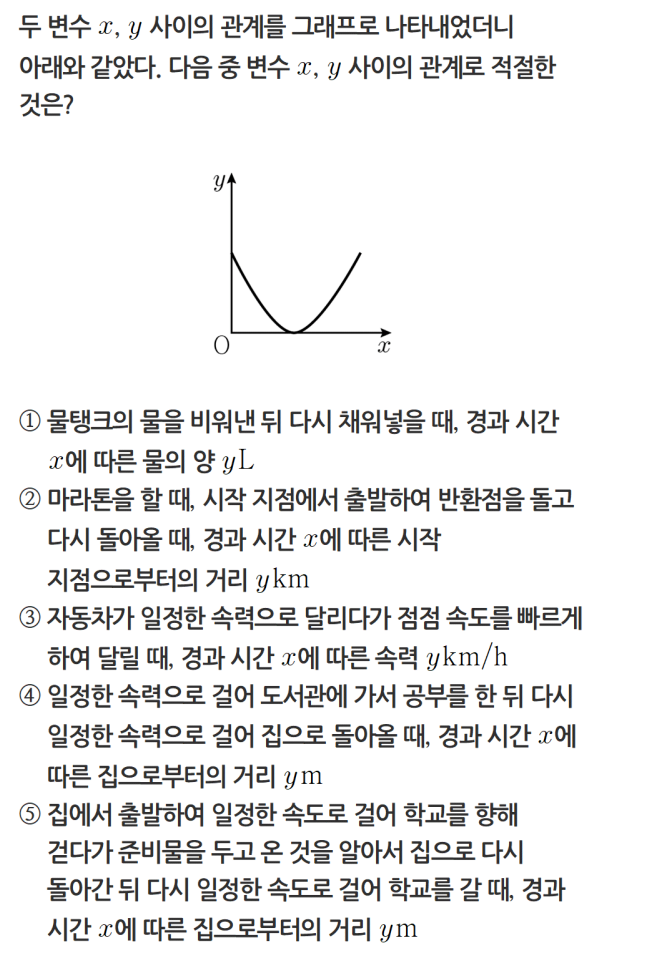 두 변수 x, y 사이의 관계를 그래프로 나타내었더니
아래와 같았다. 다음 중 변수 x, y 사이의 관계로 적절한
것은?
y
O
x
① 물탱크의 물을 비워낸 뒤 다시 채워넣을 때, 경과 시간
x에 따른 물의 양 yL
② 마라톤을 할 때, 시작 지점에서 출발하여 반환점을 돌고
다시 돌아올 때, 경과 시간 x에 따른 시작
지점으로부터의 거리 ykm
③ 자동차가 일정한 속력으로 달리다가 점점 속도를 빠르게
하여 달릴 때, 경과 시간 x에 따른 속력 ykm/h
④ 일정한 속력으로 걸어 도서관에 가서 공부를 한 뒤 다시
일정한 속력으로 걸어 집으로 돌아올 때, 경과 시간 x에
따른 집으로부터의 거리 ym
⑤ 집에서 출발하여 일정한 속도로 걸어 학교를 향해
걷다가 준비물을 두고 온 것을 알아서 집으로 다시
돌아간 뒤 다시 일정한 속도로 걸어 학교를 갈 때, 경과
시간 x에 따른 집으로부터의 거리 ym